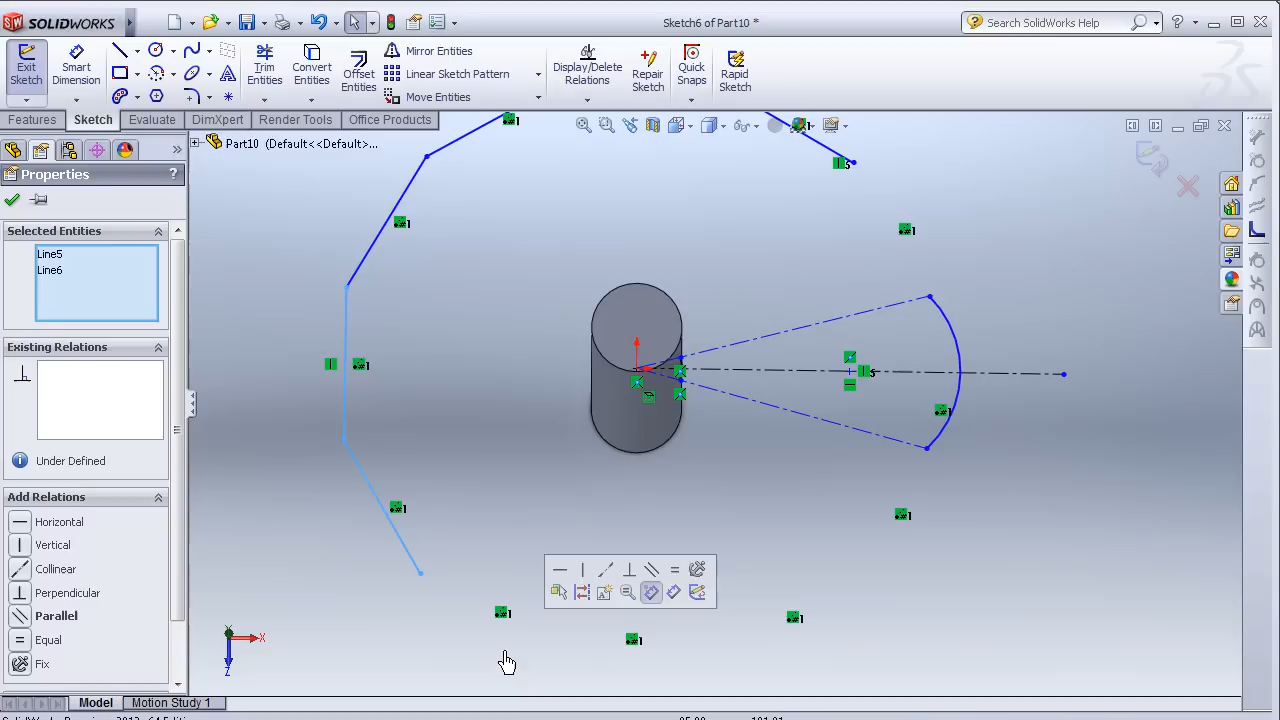 SOLIDWORKS
Sketch6 of Part10 *
Search SolidWorks Help
Exit Sketch
Smart Dimension
Trim Entities
Convert Entities
Offset Entities
Mirror Entities
Linear Sketch Pattern
Move Entities
Display/Delete Relations
Repair Sketch
Quick Snaps
Rapid Sketch
Features
Sketch
Evaluate
DimXpert
Render Tools
Office Products
Part10 (Default<<Default>...
Properties
?
Selected Entities
Line5
Line6
Existing Relations
Under Defined
Add Relations
Horizontal
Vertical
Collinear
Perpendicular
Parallel
Equal
Fix
X
Z
Model
Motion Study 1